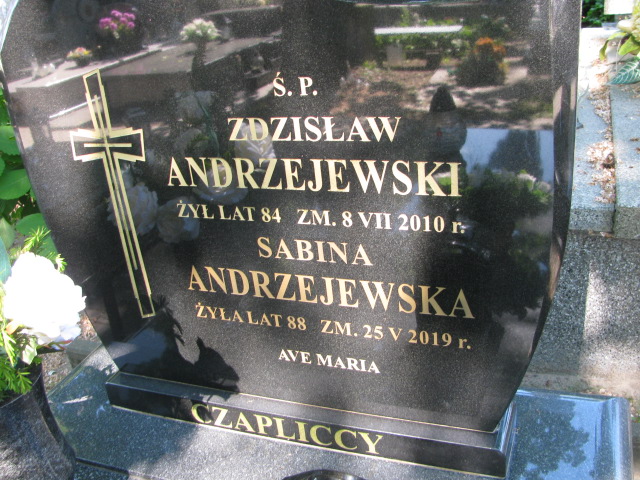 Ś. P.
ZDZISŁAW
ANDRZEJEWSKI
ŻYŁ LAT 84 ZM. 8 VII 2010 r.
SABINA
ANDRZEJEWSKA
ŻYŁA LAT 88 ZM. 25 V 2019 r.
AVE MARIA
CZAPLICCY